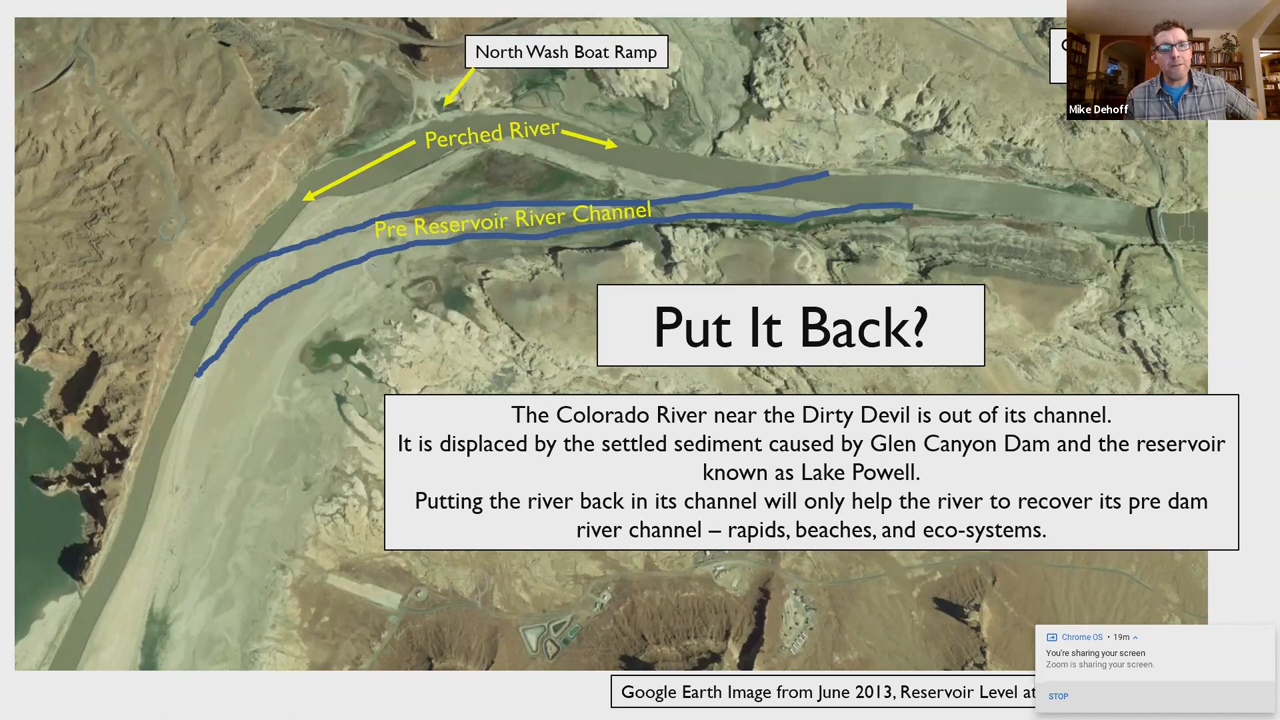 North Wash Boat Ramp
Mike Dehoff
Perched River
Pre Reservoir River Channel
Put It Back?
The Colorado River near the Dirty Devil is out of its channel.
It is displaced by the settled sediment caused by Glen Canyon Dam and the reservoir
known as Lake Powell.
Putting the river back in its channel will only help the river to recover its pre dam
river channel – rapids, beaches, and eco-systems.
Chrome OS • 19m
You're sharing your screen
Zoom is sharing your screen.
STOP
Google Earth Image from June 2013, Reservoir Level at